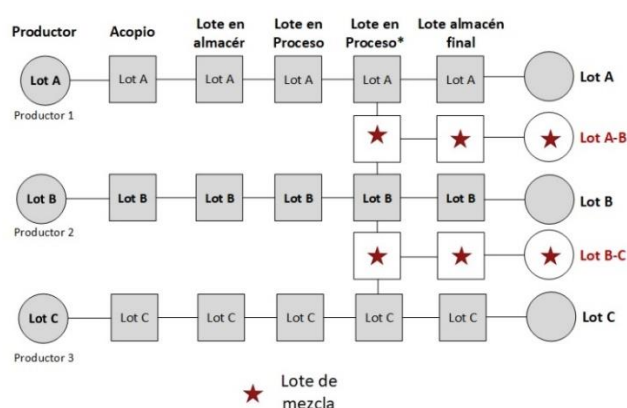 Productor Acopio Lote en almacér Lote en Proceso Lote en Proceso* Lote almacén final
Lot A Lot A Lot A Lot A Lot A Lot A Lot A
Productor 1
Lot A-B
Lot B Lot B Lot B Lot B Lot B Lot B Lot B
Productor 2
Lot B-C
Lot C Lot C Lot C Lot C Lot C Lot C Lot C
Productor 3
Lote de
mezcla